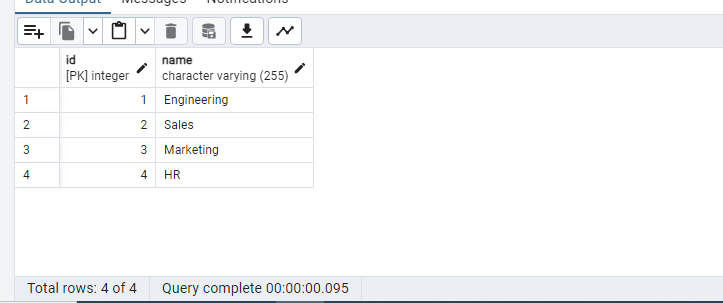 Data Output Messages Notifications
id name
[PK] integer character varying (255)
1 1 Engineering
2 2 Sales
3 3 Marketing
4 4 HR
Total rows: 4 of 4 Query complete 00:00:00.095